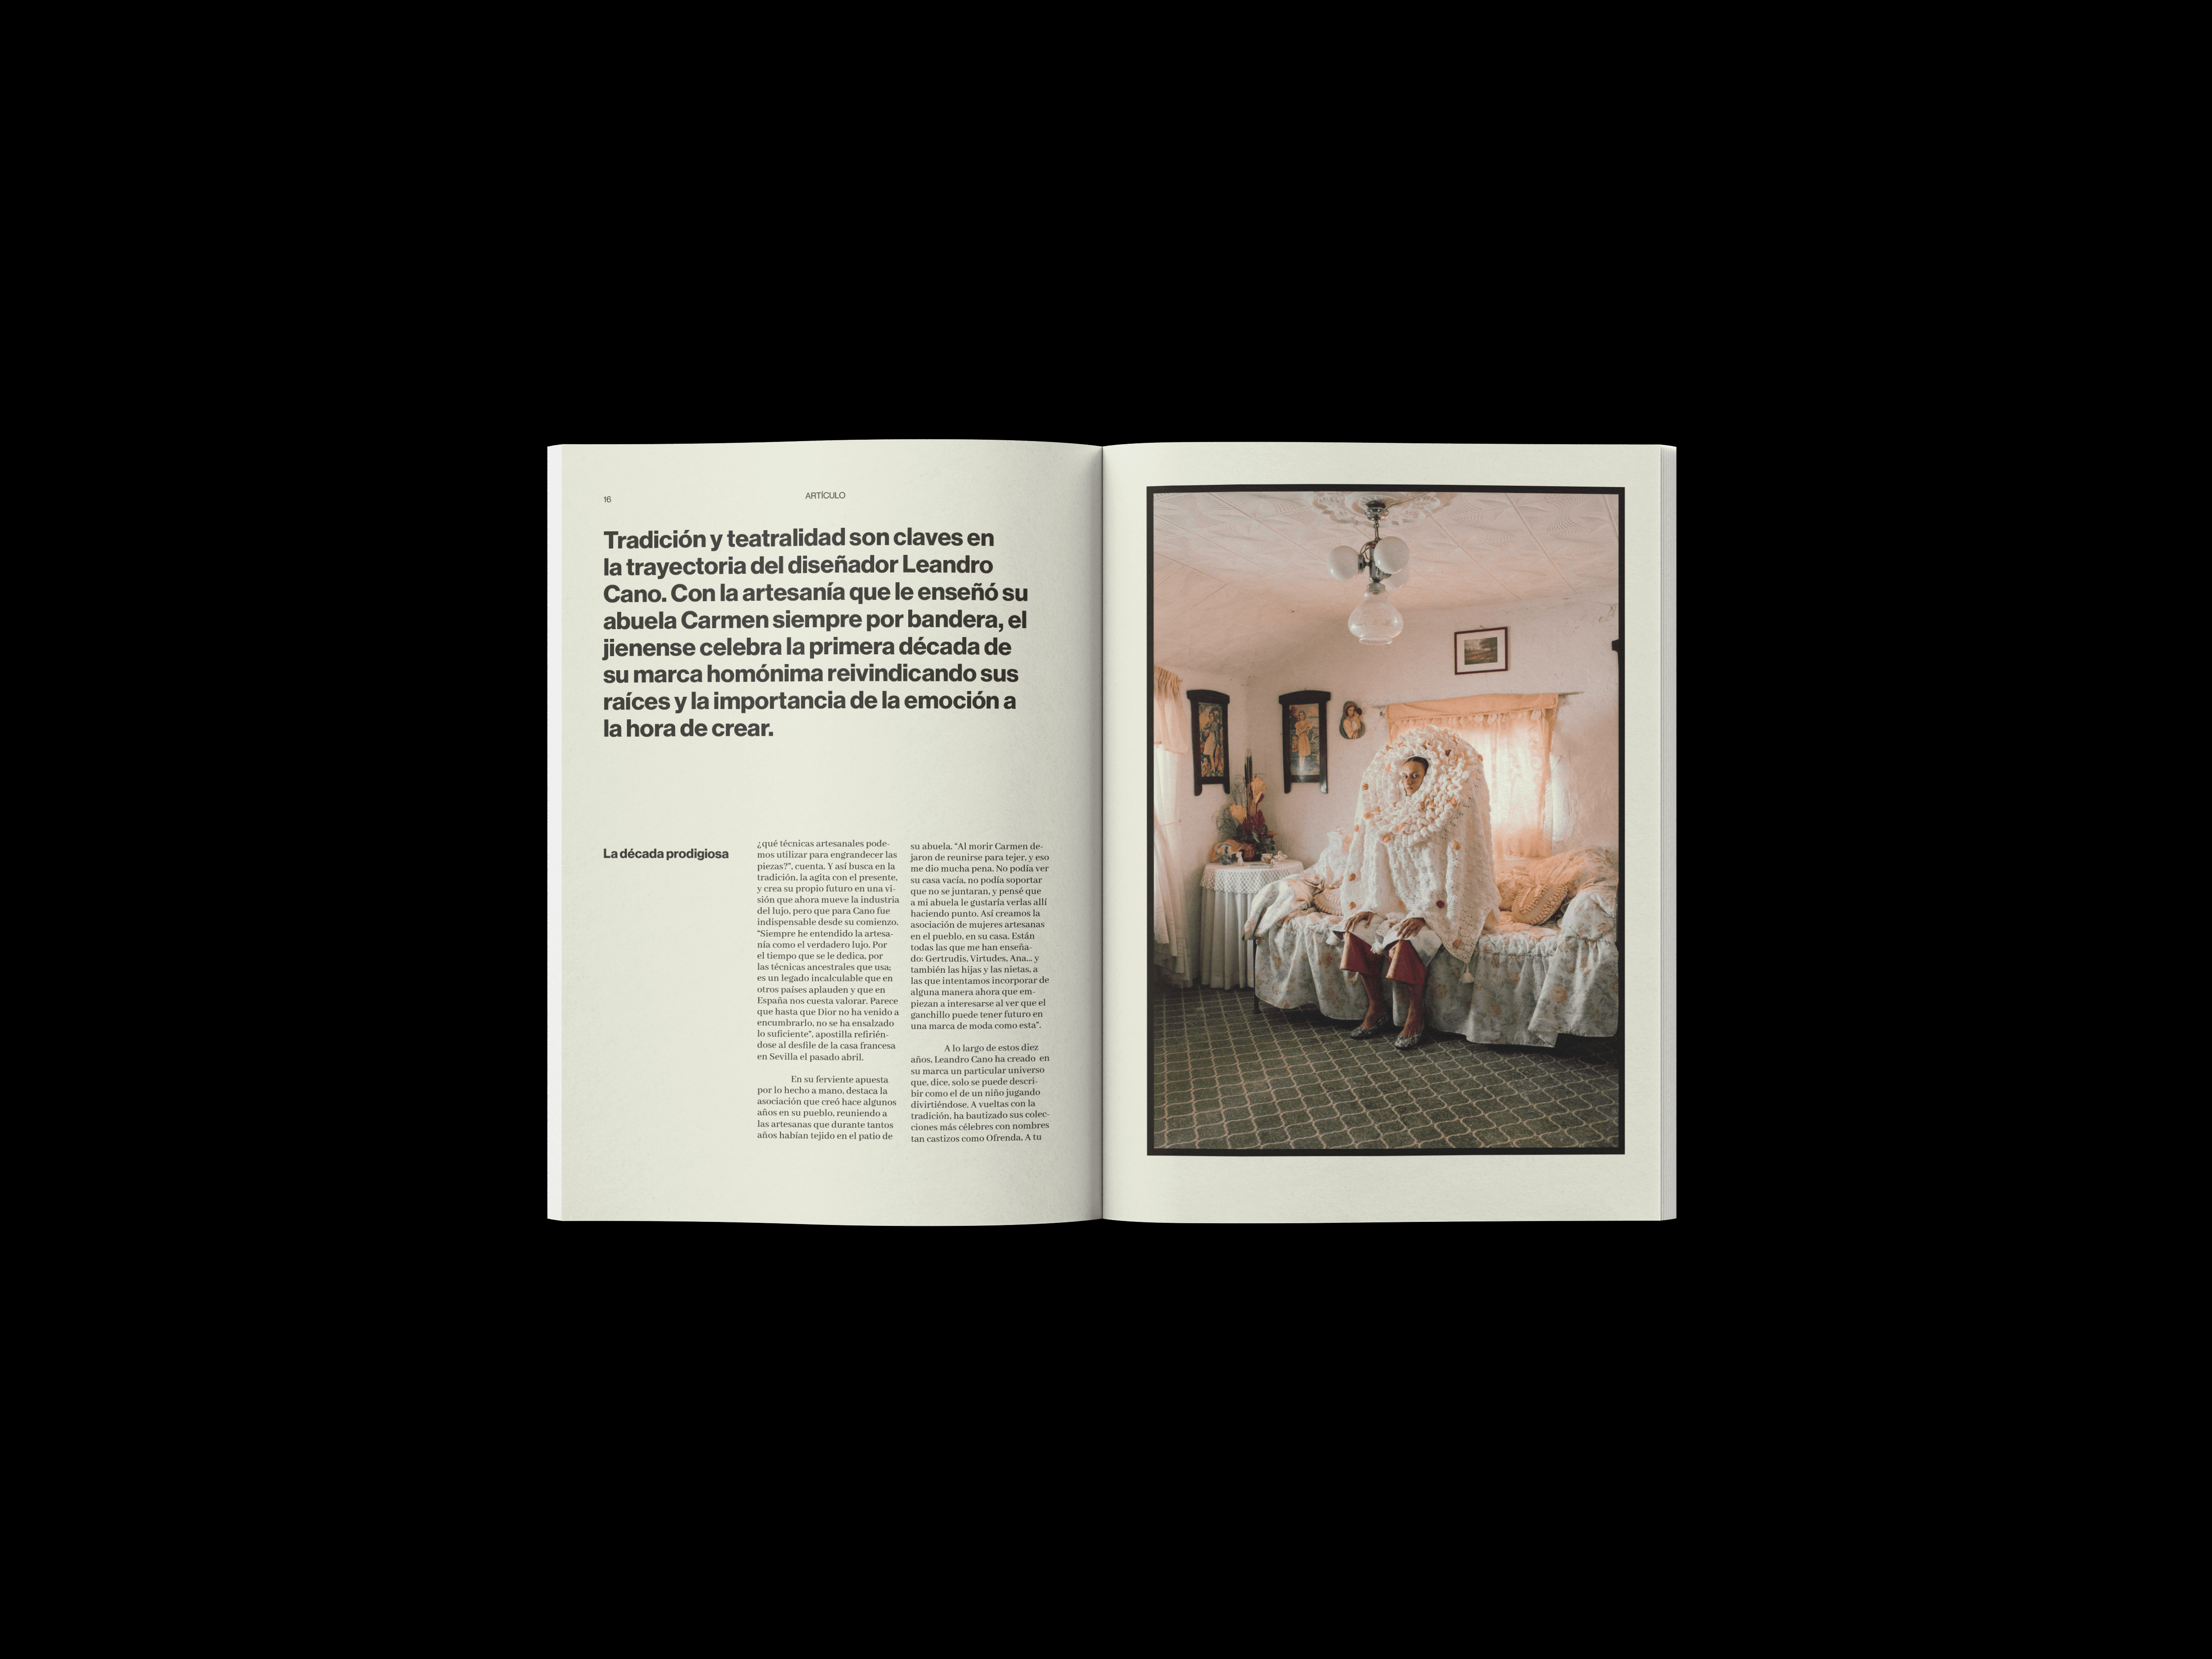 16
ARTÍCULO
Tradición y teatralidad son claves en
la trayectoria del diseñador Leandro
Cano. Con la artesanía que le enseñó su
abuela Carmen siempre por bandera, el
jienense celebra la primera década de
su marca homónima reivindicando sus
raíces y la importancia de la emoción a
la hora de crear.
La década prodigiosa
¿qué técnicas artesanales pode-
mos utilizar para engrandecer las
piezas?", cuenta. Y así busca en la
tradición, la agita con el presente,
y crea su propio futuro en una vi-
sión que ahora mueve la industria
del lujo, pero que para Cano fue
indispensable desde su comienzo.
"Siempre he entendido la artesa-
nía como el verdadero lujo. Por
el tiempo que se le dedica, por
las técnicas ancestrales que usa;
es un legado incalculable que en
otros países aplauden y que en
España nos cuesta valorar. Parece
que hasta que Dior no ha venido a
encumbrarlo, no se ha ensalzado
lo suficiente", apostilla refirién-
dose al desfile de la casa francesa
en Sevilla el pasado abril.
En su ferviente apuesta
por lo hecho a mano, destaca la
asociación que creó hace algunos
años en su pueblo, reuniendo a
las artesanas que durante tantos
años habían tejido en el patio de
su abuela. "Al morir Carmen de-
jaron de reunirse para tejer, y eso
me dio mucha pena. No podía ver
su casa vacía, no podía soportar
que no se juntaran, y pensé que
a mi abuela le gustaría verlas allí
haciendo punto. Así creamos la
asociación de mujeres artesanas
en el pueblo, en su casa. Están
todas las que me han enseña-
do: Gertrudis, Virtudes, Ana... y
también las hijas y las nietas, a
las que intentamos incorporar de
alguna manera ahora que em-
piezan a interesarse al ver que el
ganchillo puede tener futuro en
una marca de moda como esta".
A lo largo de estos diez
años, Leandro Cano ha creado en
su marca un particular universo
que, dice, solo se puede descri-
bir como el de un niño jugando
divirtiéndose. A vueltas con la
tradición, ha bautizado sus colec-
ciones más célebres con nombres
tan castizos como Ofrenda, A tu